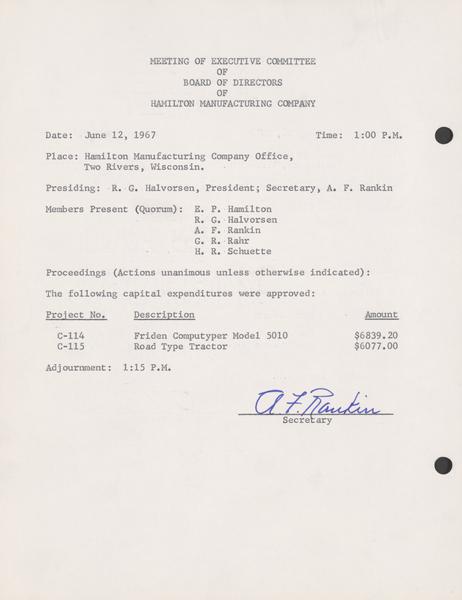 MEETING OF EXECUTIVE COMMITTEE
OF
BOARD OF DIRECTORS
OF
HAMILTON MANUFACTURING COMPANY
Date: June 12, 1967 Time: 1:00 P.M.
Place: Hamilton Manufacturing Company Office,
Two Rivers, Wisconsin.
Presiding: R. G. Halvorsen, President; Secretary, A. F. Rankin
Members Present (Quorum): E. P. Hamilton
R. G. Halvorsen
A. F. Rankin
G. R. Rahr
H. R. Schuette
Proceedings (Actions unanimous unless otherwise indicated):
The following capital expenditures were approved:
Project No. Description Amount
C-114 Friden Computyper Model 5010 $6839.20
C-115 Road Type Tractor $6077.00
Adjournment: 1:15 P.M.
A F. Rankin
Secretary